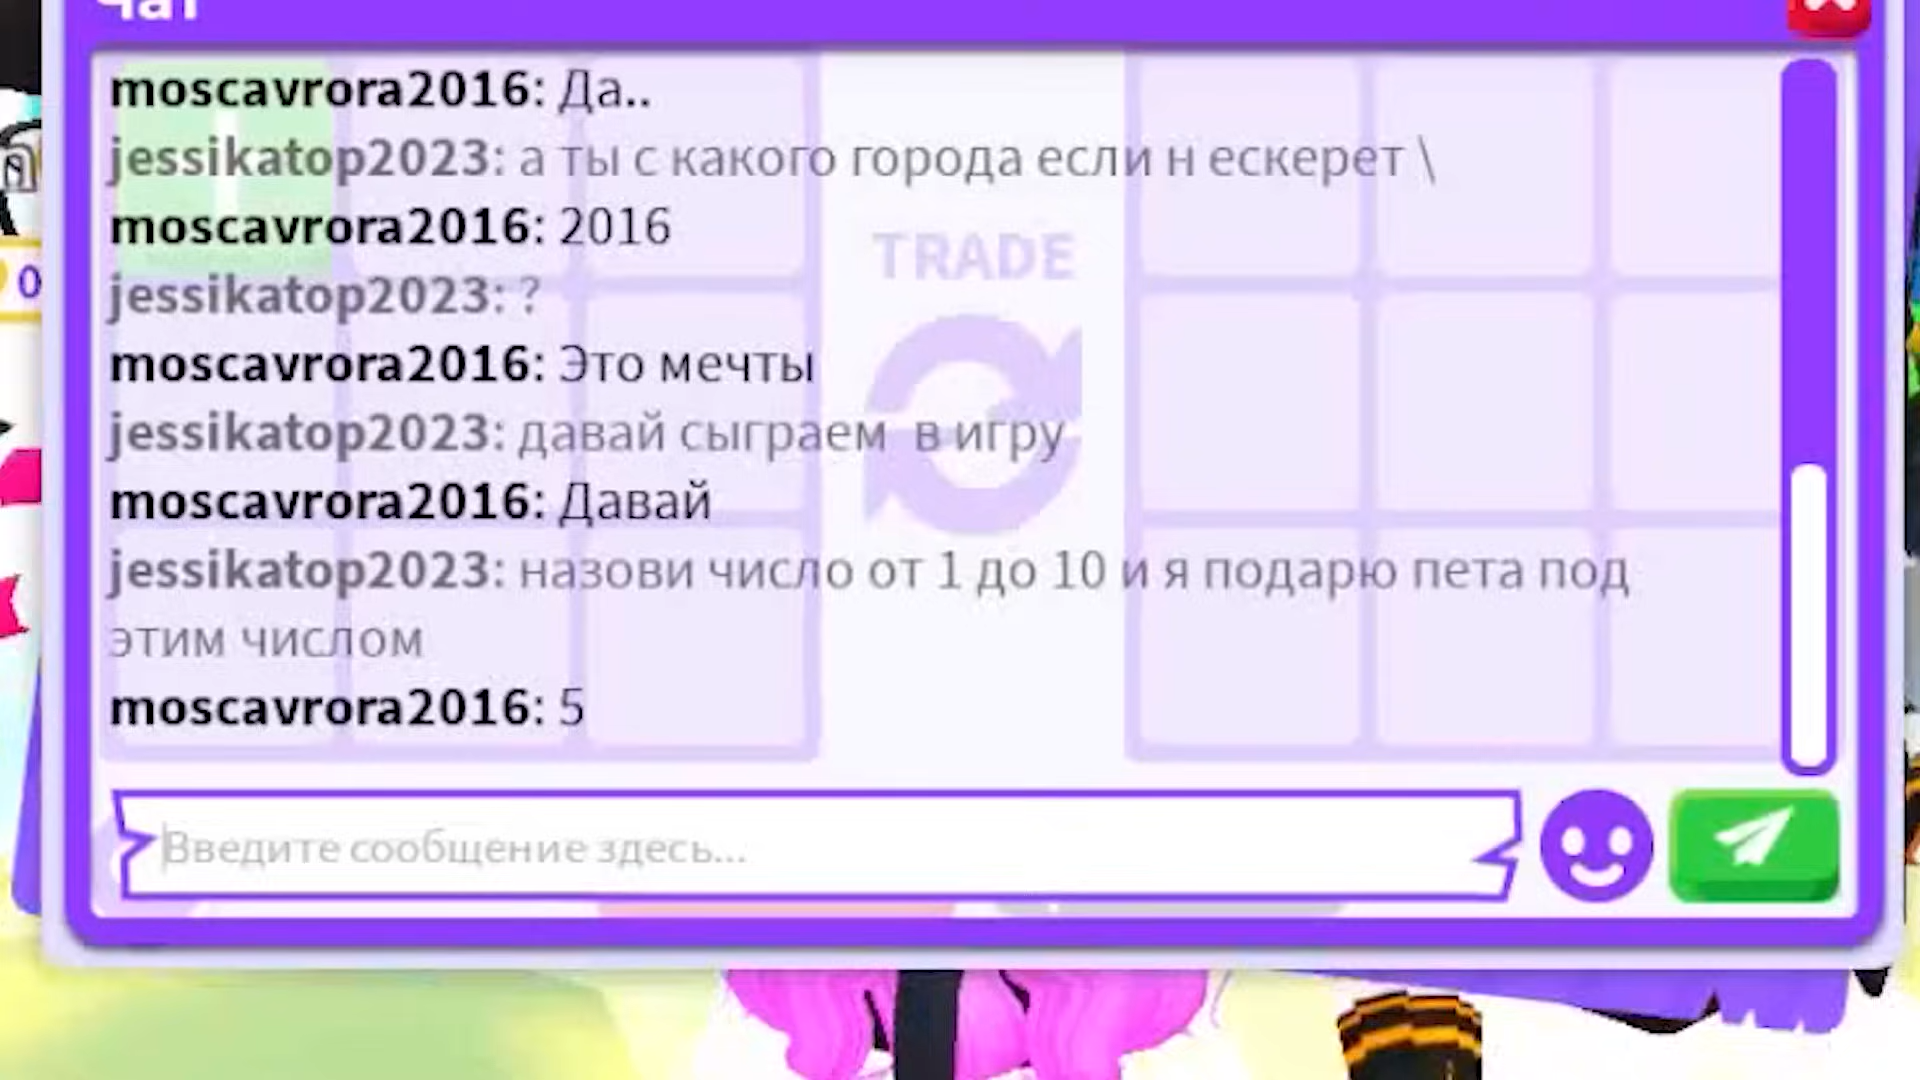 Чат
moscavrora2016: Да..
jessikatop2023: а ты с какого города если н ескерет \
moscavrora2016: 2016
jessikatop2023: ?
TRADE
moscavrora2016: Это мечты
jessikatop2023: давай сыграем  в игру
moscavrora2016: Давай
jessikatop2023: назови число от 1 до 10 и я подарю пета под
этим числом
moscavrora2016: 5
Введите сообщение здесь...
0